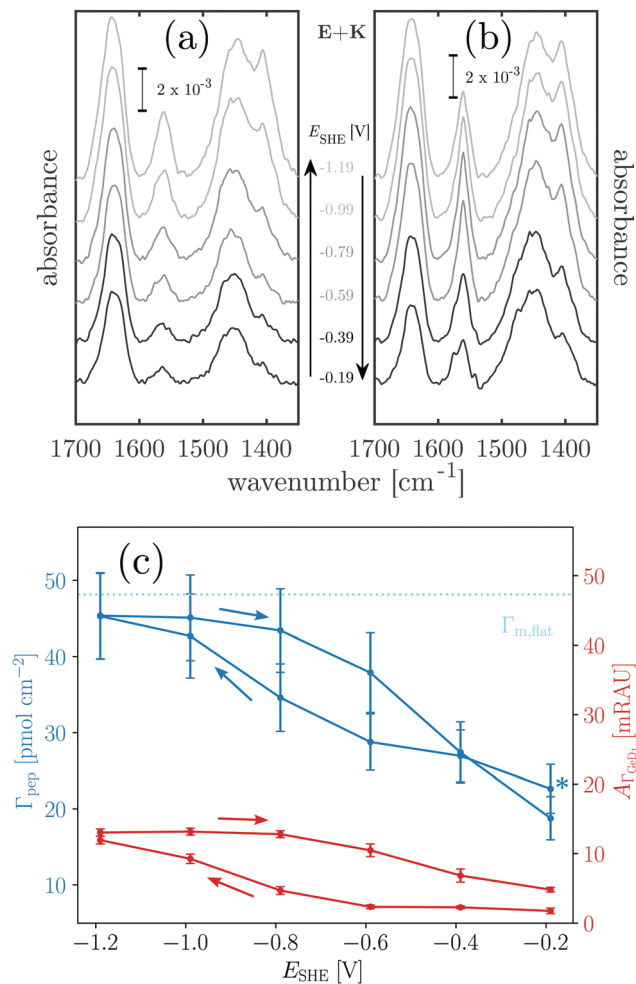 (a)
E+K
(b)
2 x 10⁻³
2 x 10⁻³
E_SHE [V]
-1.19
-0.99
-0.79
-0.59
-0.39
-0.19
absorbance
absorbance
1700 1600 1500 1400
1700 1600 1500 1400
wavenumber [cm⁻¹]
(c)
50
40
30
20
10
Γ_pep [pmol cm⁻²]
Γ_m,flat
*
50
40
30
20
10
0
A_Γ_GeD₁ [mRAU]
−1.2 −1.0 −0.8 −0.6 −0.4 −0.2
E_SHE [V]